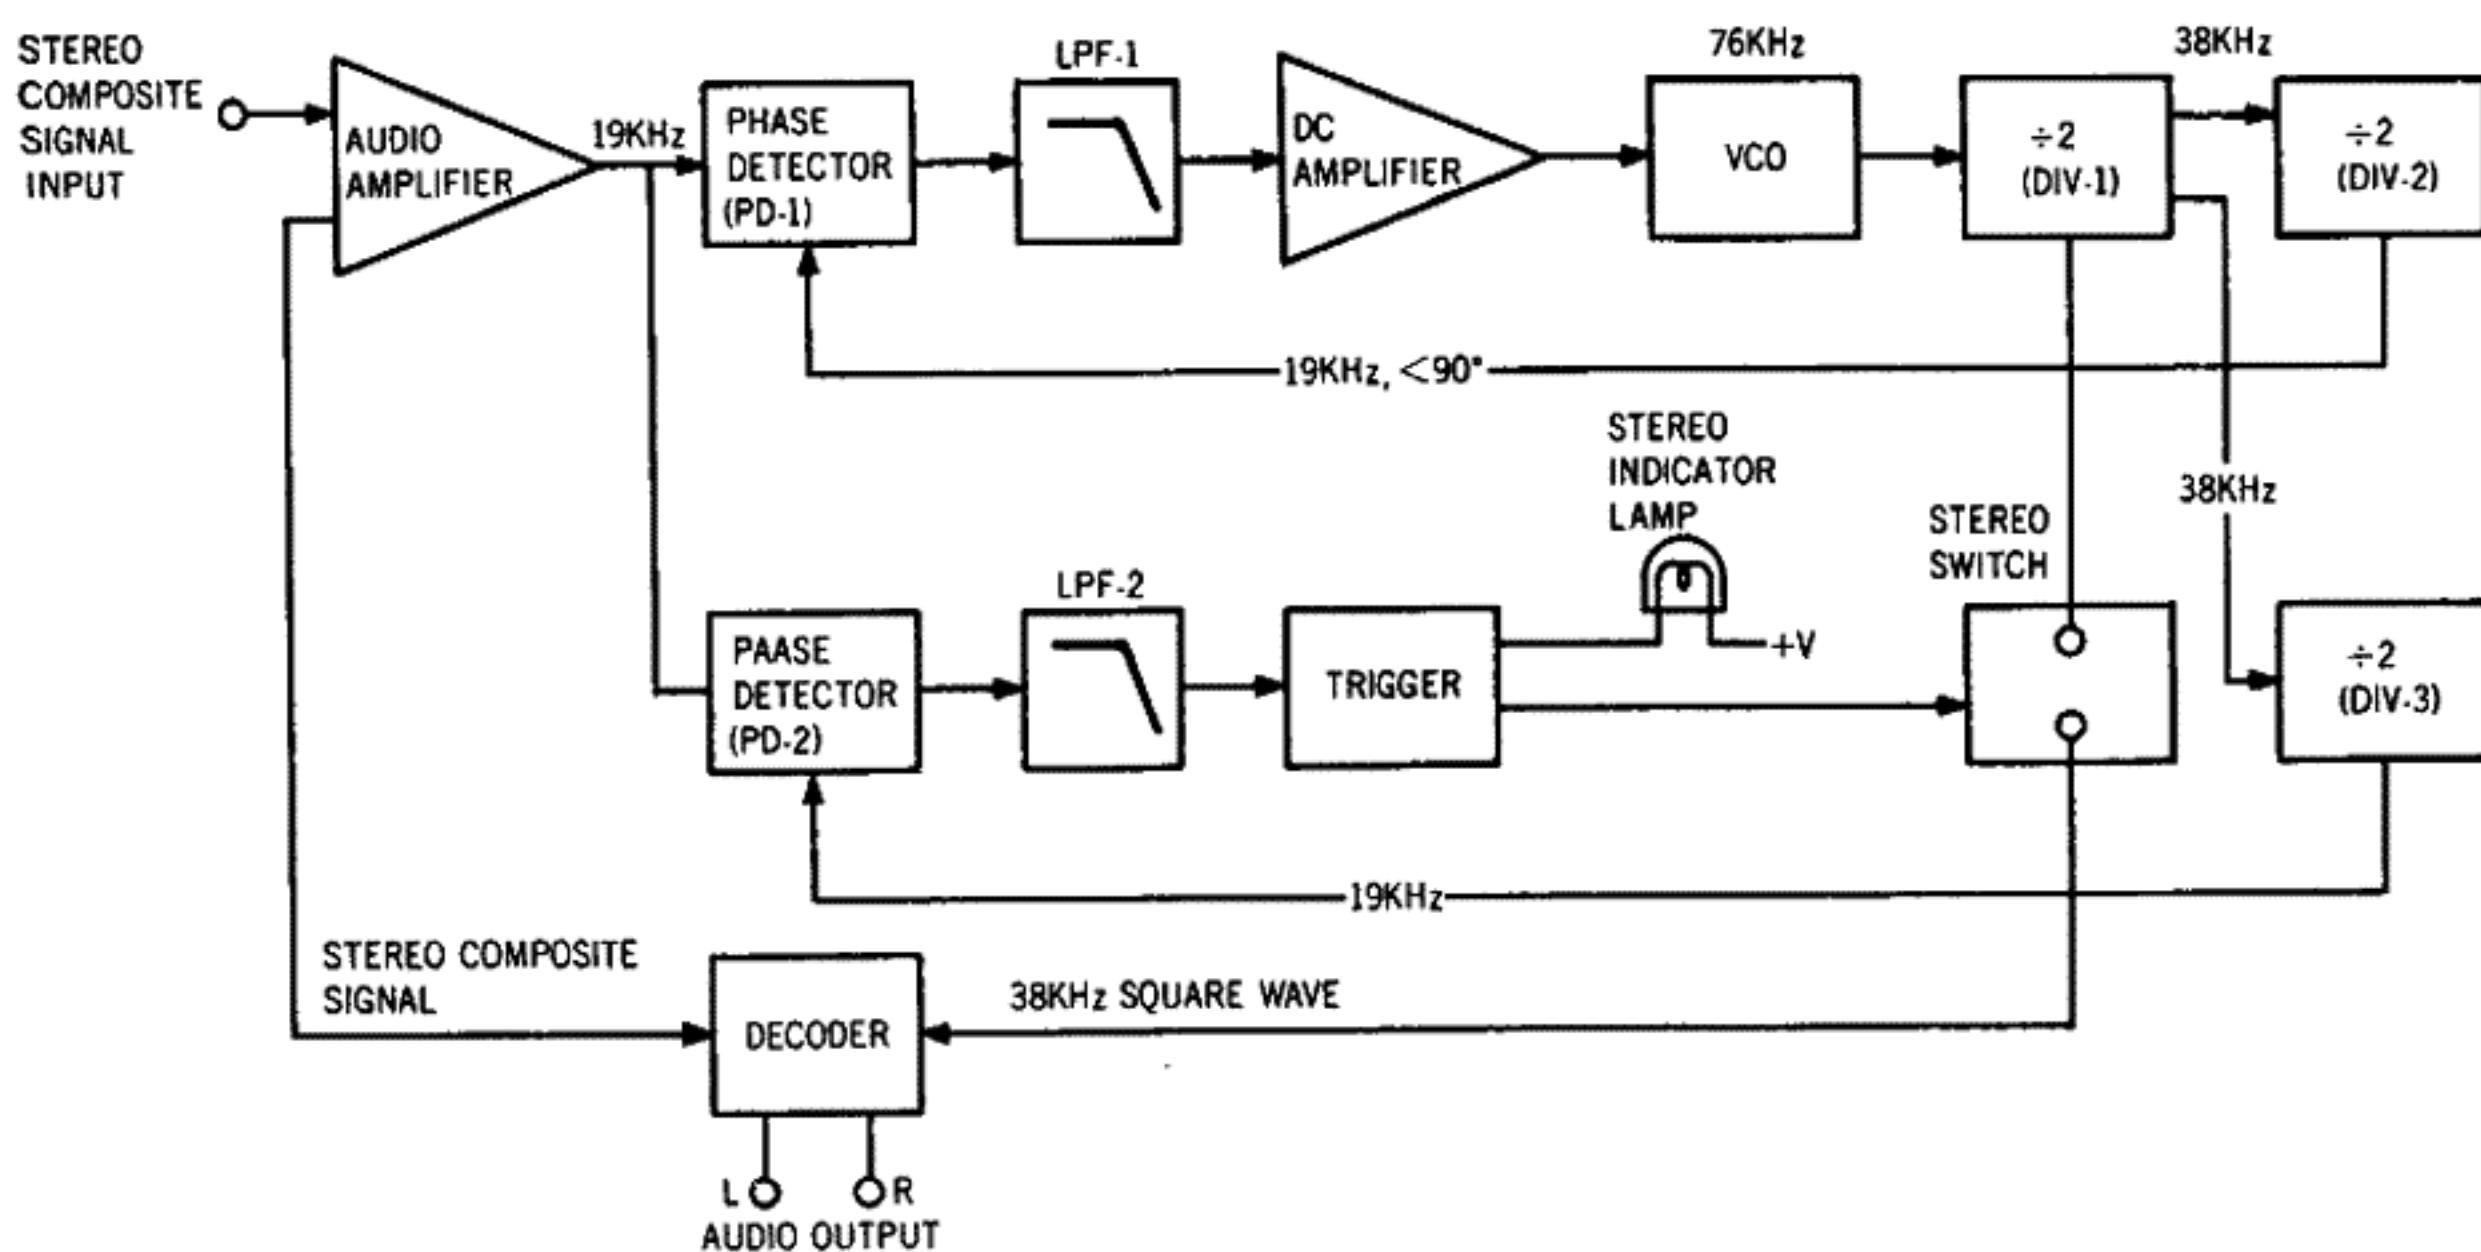 STEREO
COMPOSITE
SIGNAL
INPUT
AUDIO
AMPLIFIER
19KHz
PHASE
DETECTOR
(PD-1)
LPF-1
DC
AMPLIFIER
76KHz
VCO
÷2
(DIV-1)
38KHz
÷2
(DIV-2)
19KHz, <90°
STEREO
INDICATOR
LAMP
+V
38KHz
STEREO
SWITCH
PAASE
DETECTOR
(PD-2)
LPF-2
TRIGGER
÷2
(DIV-3)
19KHz
STEREO COMPOSITE
SIGNAL
DECODER
38KHz SQUARE WAVE
L R
AUDIO OUTPUT